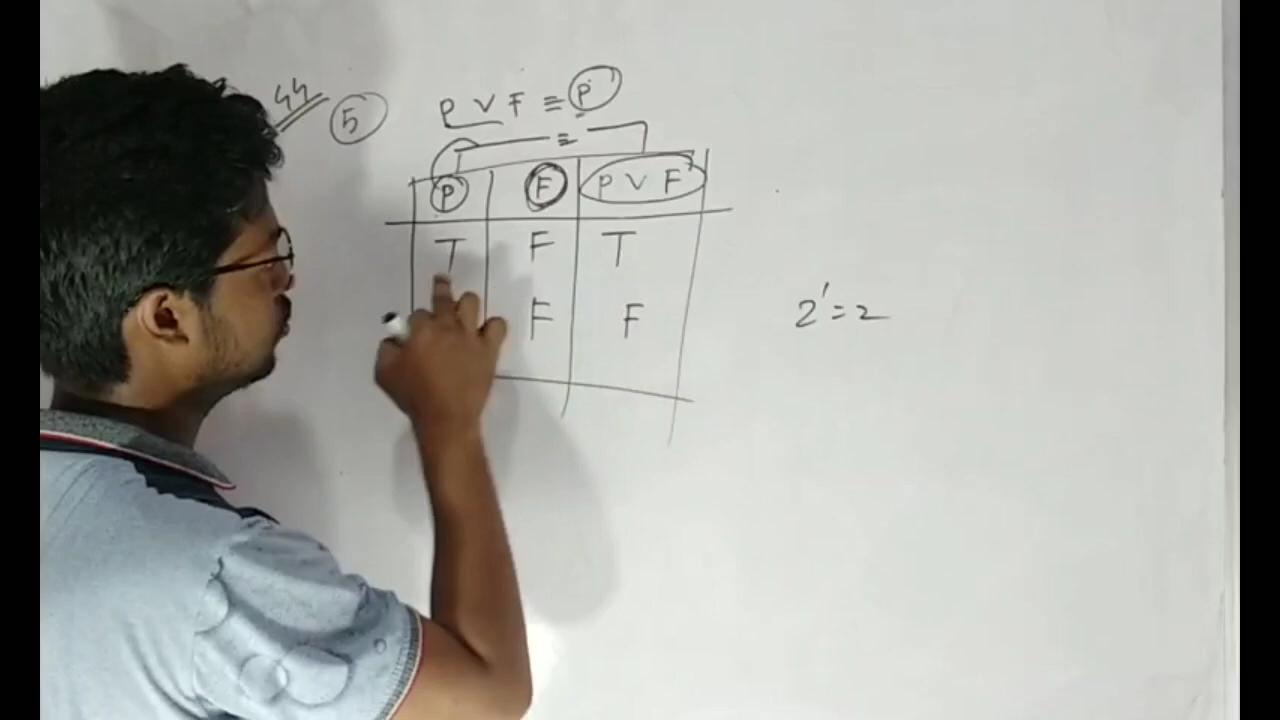 44
5 P ∨ F ≡ P
≡
P F P ∨ F
T F T
F F
2¹ = 2